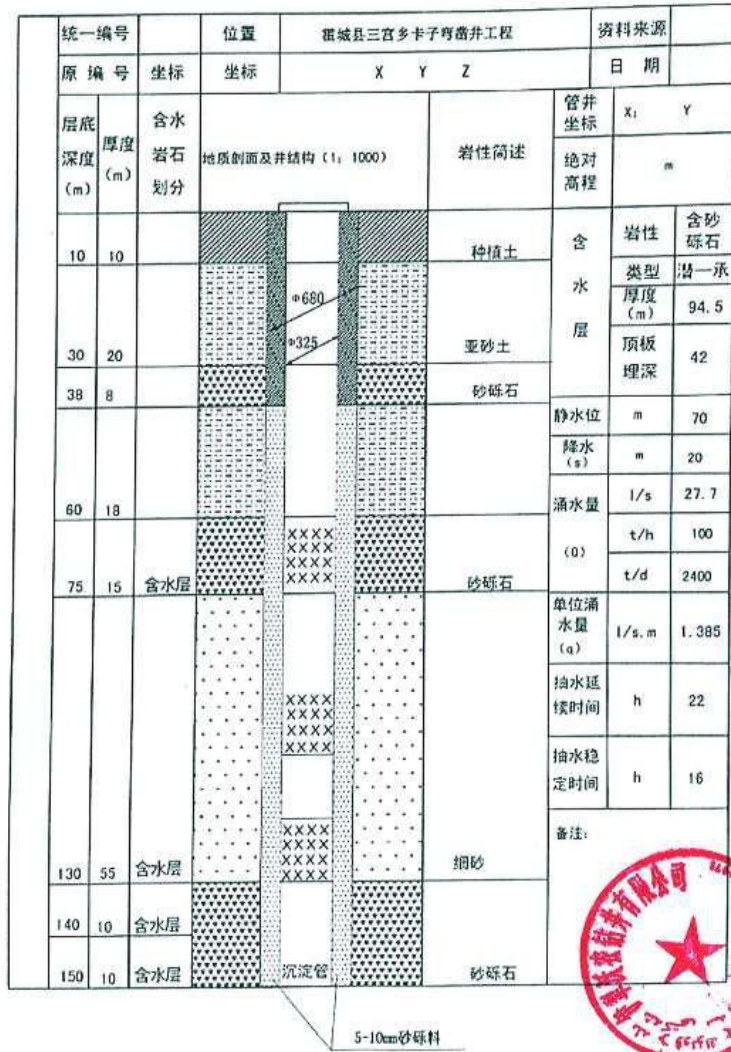 统一编号 位置 霍城县三宫乡卡子弯凿井工程 资料来源
原编号 坐标 坐标 X Y Z 日期
层底深度(m) 厚度(m) 含水岩石划分 地质剖面及井结构(1:1000) 岩性简述
管井坐标 X: Y
绝对高程 m
10 10 种植土
Φ680
Φ325
30 20 亚砂土
38 8 砂砾石
60 18
75 15 含水层 砂砾石
130 55 含水层 细砂
140 10 含水层
150 10 含水层 沉淀管 砂砾石
5-10mm砂砾料
含水层 岩性 含砂砾石
类型 潜—承
厚度(m) 94.5
顶板埋深 42
静水位 m 70
降水(s) m 20
涌水量(Q) l/s 27.7
t/h 100
t/d 2400
单位涌水量(q) l/s.m 1.385
抽水延续时间 h 22
抽水稳定时间 h 16
备注:
钻井有限公司